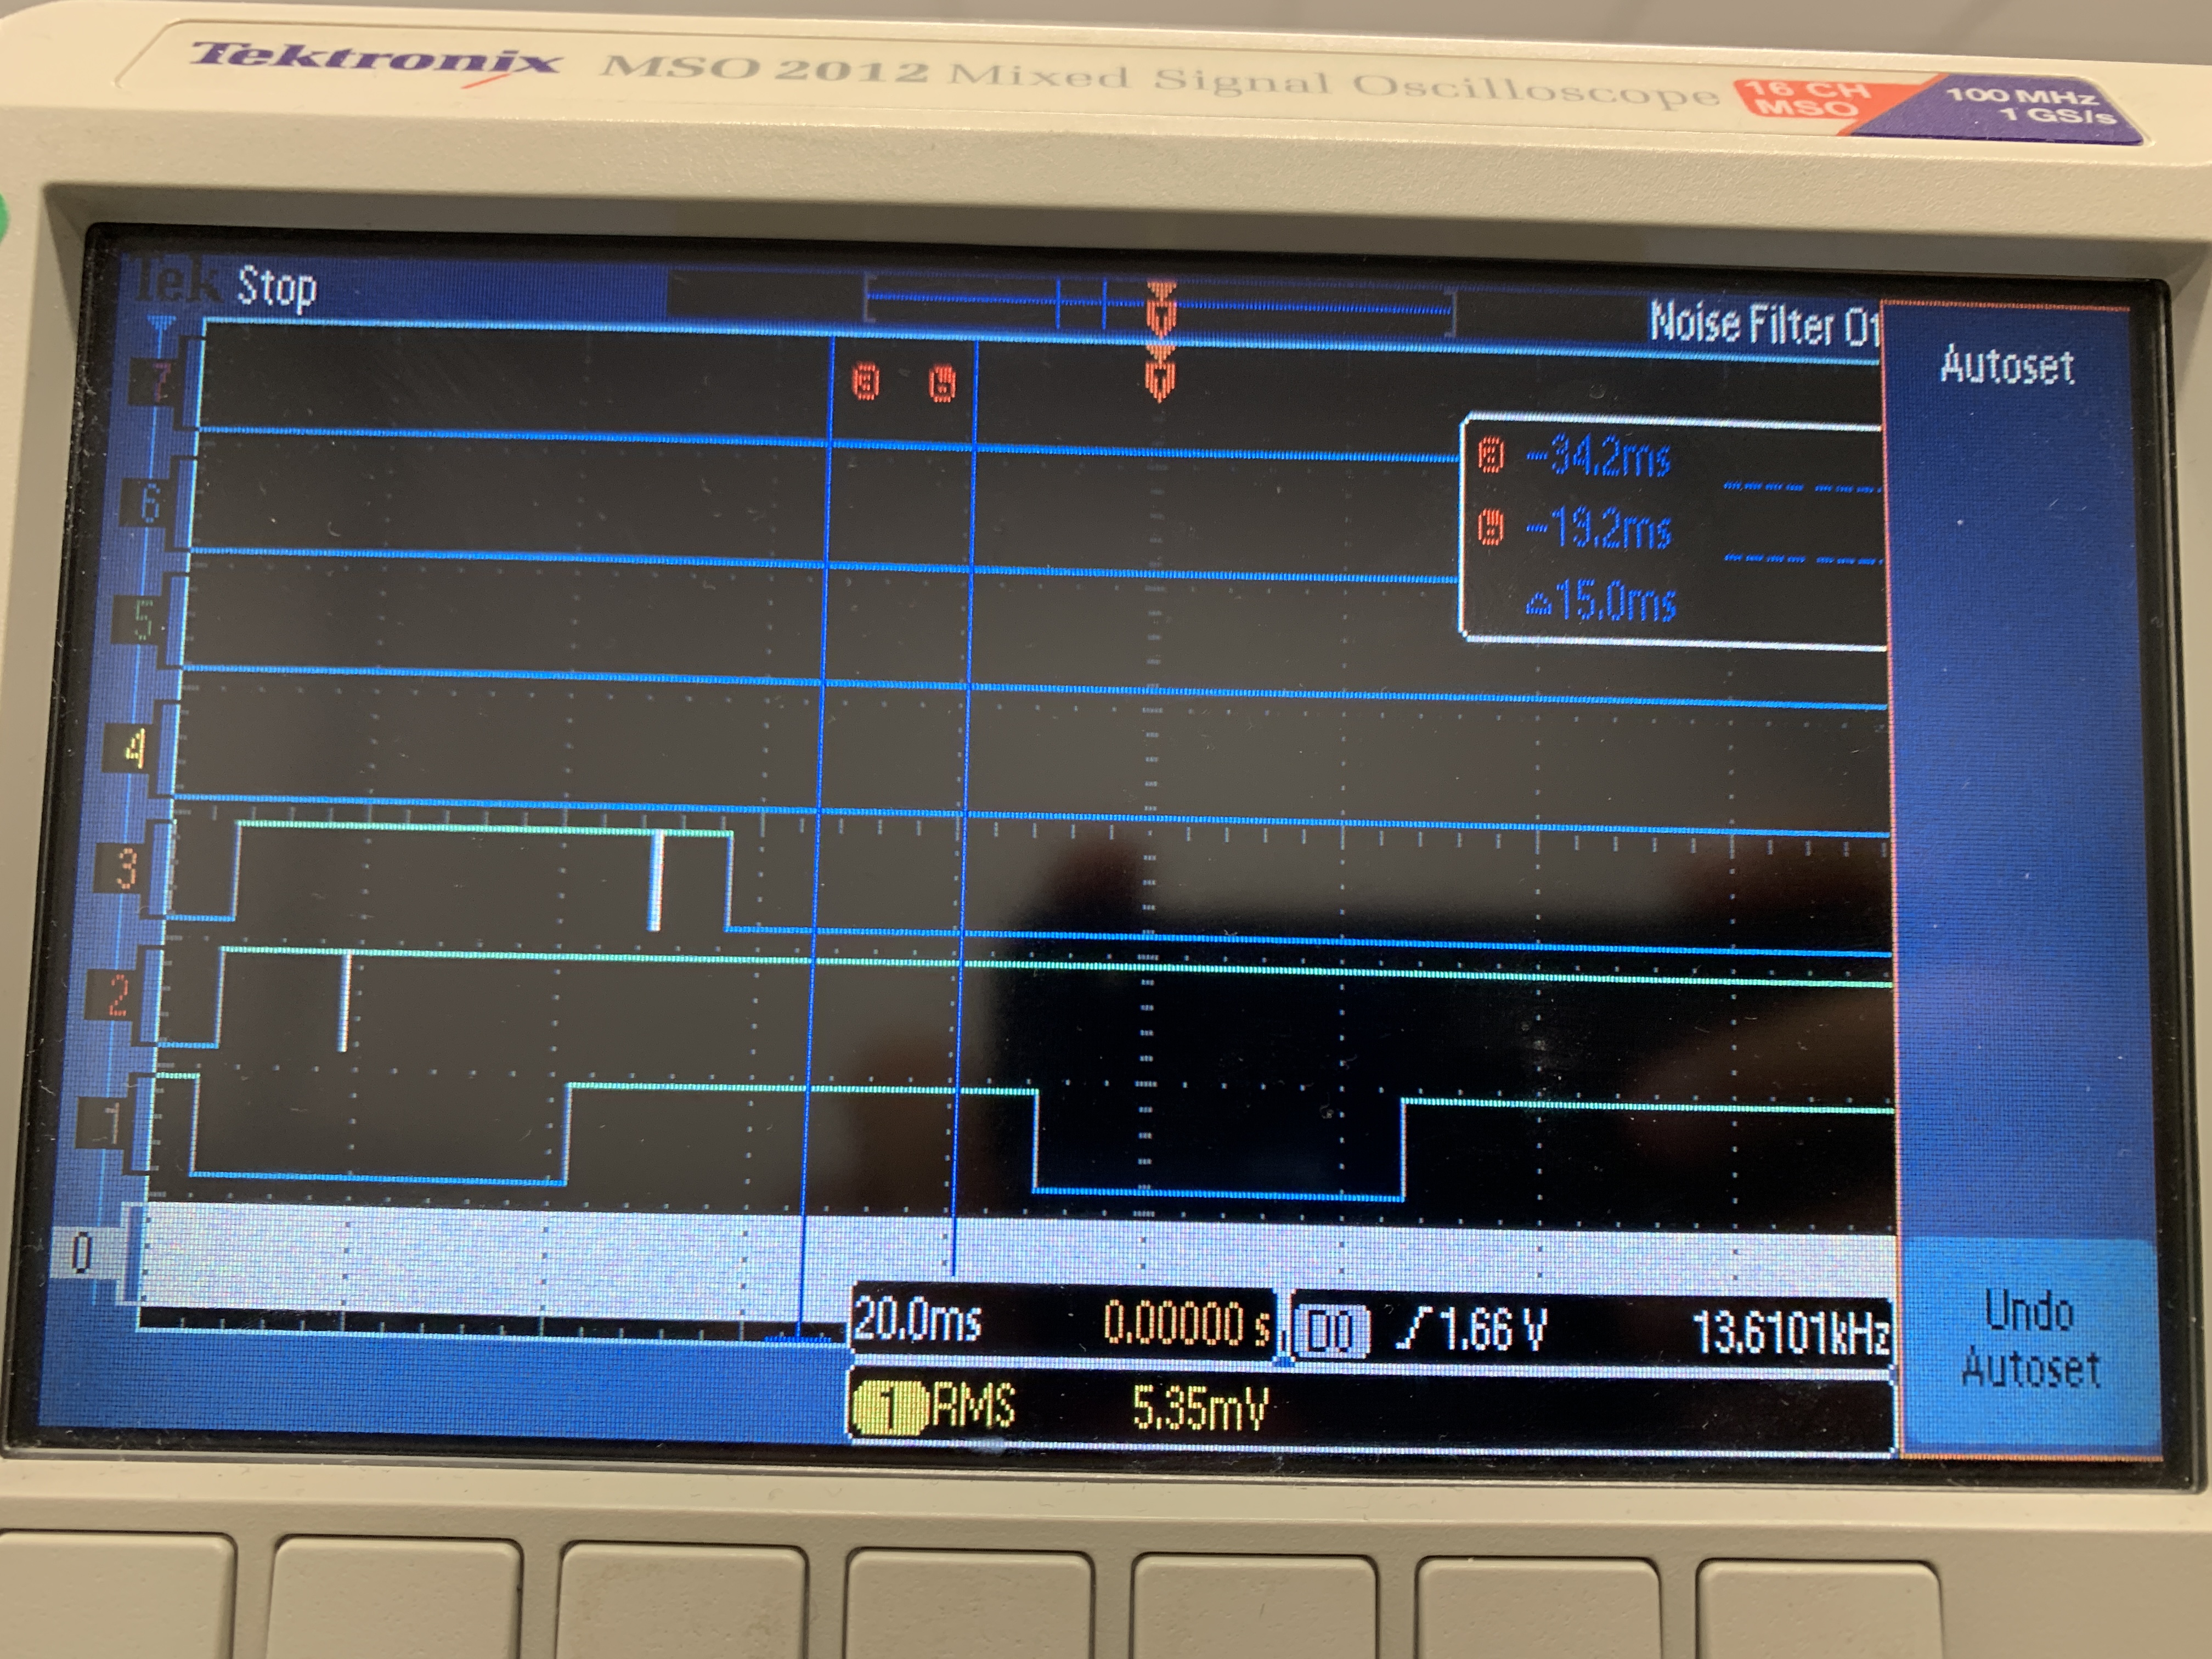 Tektronix MSO 2012 Mixed Signal Oscilloscope
16 CH
MSO
100 MHz
1 GS/s
Tek Stop
Noise Filter Of
Autoset
7
6
5
4
3
2
1
0
a b
a -34.2ms
b -19.2ms
△15.0ms
20.0ms 0.00000 s
D0 1.66 V 13.6101kHz
1 RMS 5.35mV
Undo
Autoset